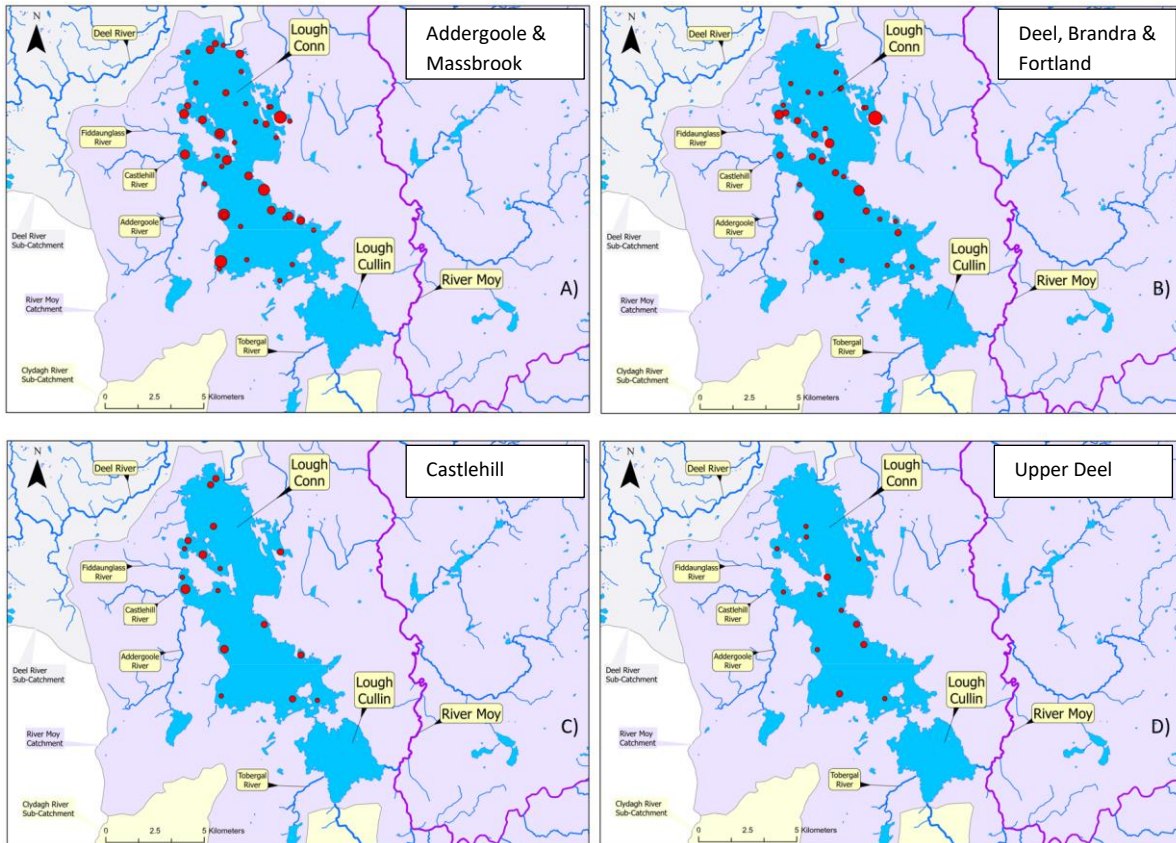 N
Deel River
Lough
Conn
Addergoole &
Massbrook
Fiddaunglass
River
Castlehill
River
Addergoole
River
Deel River
Sub-Catchment
Lough
Cullin
River Moy
A)
River Moy
Catchment
Tobergal
River
Clydagh River
Sub-Catchment
0 2.5 5 Kilometers
N
Deel River
Lough
Conn
Deel, Brandra &
Fortland
Fiddaunglass
River
Castlehill
River
Addergoole
River
Deel River
Sub-Catchment
Lough
Cullin
River Moy
B)
River Moy
Catchment
Tobergal
River
Clydagh River
Sub-Catchment
0 2.5 5 Kilometers
N
Deel River
Lough
Conn
Castlehill
Fiddaunglass
River
Castlehill
River
Addergoole
River
Deel River
Sub-Catchment
Lough
Cullin
River Moy
C)
River Moy
Catchment
Tobergal
River
Clydagh River
Sub-Catchment
0 2.5 5 Kilometers
N
Deel River
Lough
Conn
Upper Deel
Fiddaunglass
River
Castlehill
River
Addergoole
River
Deel River
Sub-Catchment
Lough
Cullin
River Moy
D)
River Moy
Catchment
Tobergal
River
Clydagh River
Sub-Catchment
0 2.5 5 Kilometers